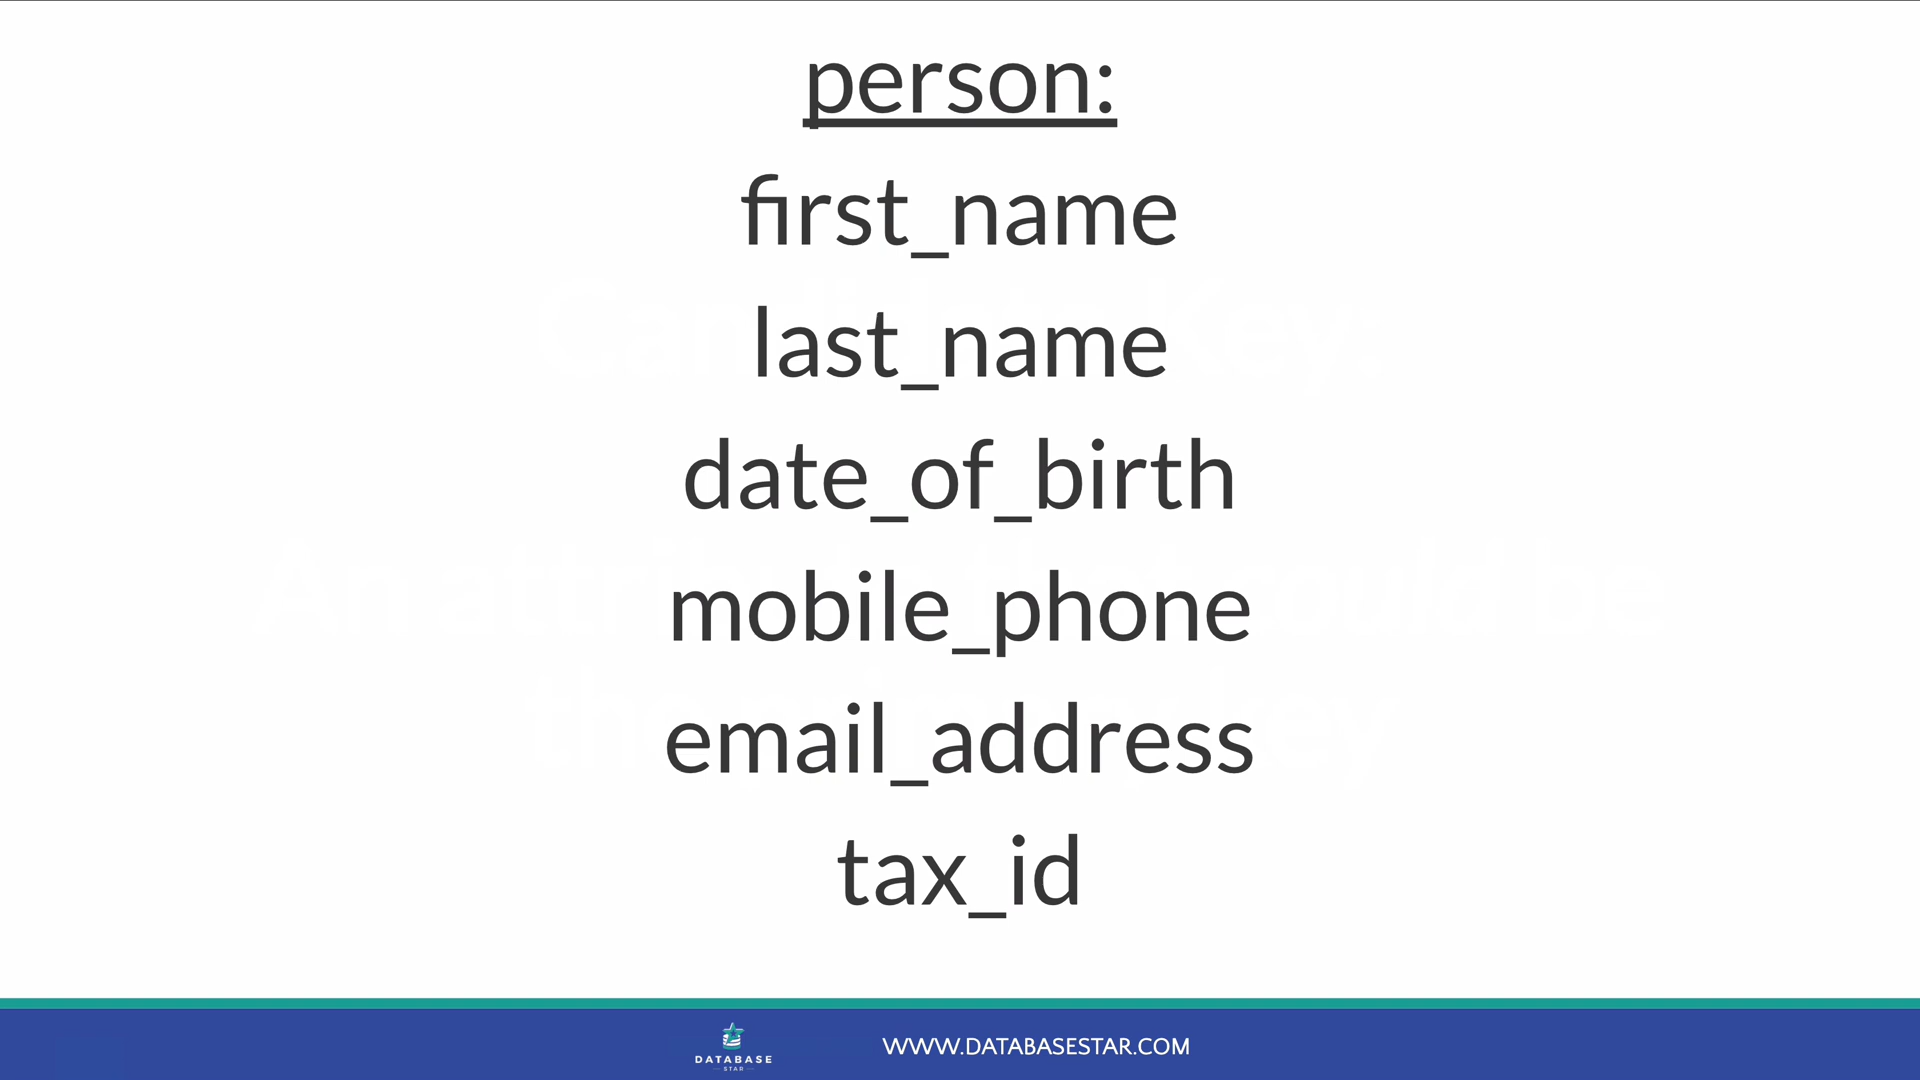 person:
first_name
last_name
date_of_birth
mobile_phone
email_address
tax_id
DATABASE
STAR
WWW.DATABASESTAR.COM